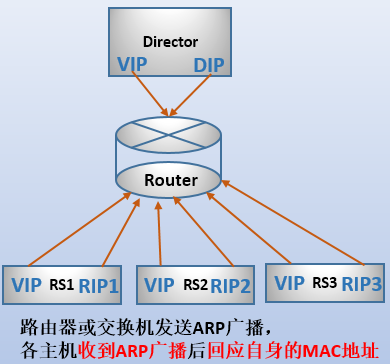 Director
VIP DIP
Router
VIP RS1 RIP1 VIP RS2 RIP2 VIP RS3 RIP3
路由器或交换机发送ARP广播，
各主机收到ARP广播后回应自身的MAC地址